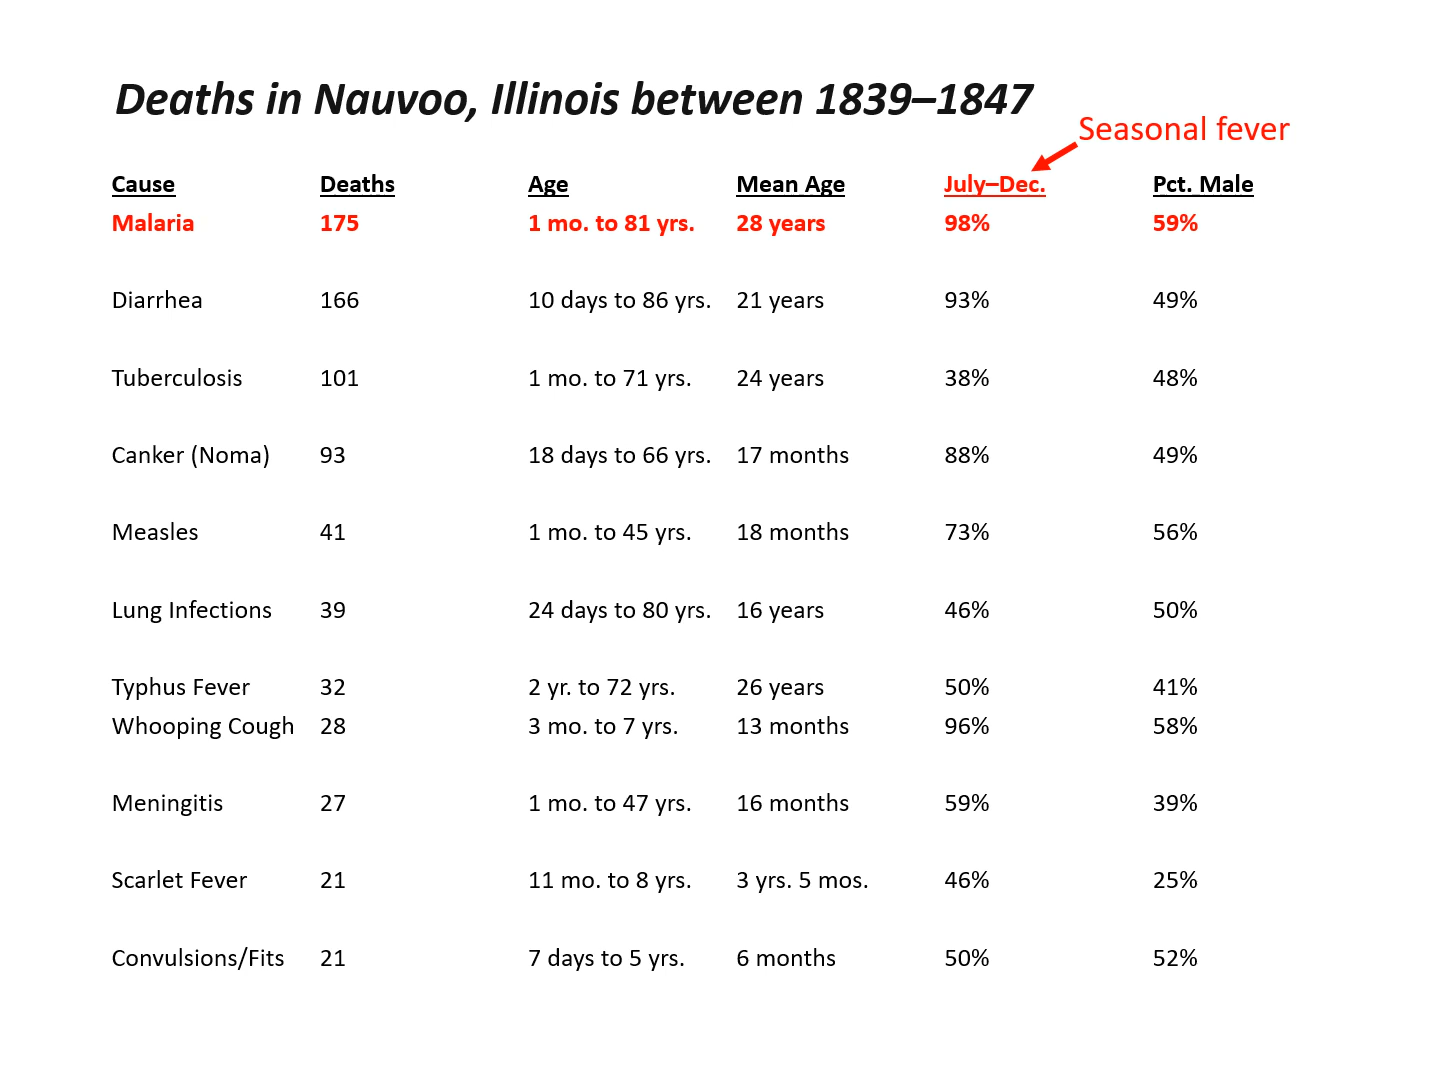 Deaths in Nauvoo, Illinois between 1839–1847
Seasonal fever
Cause Deaths Age Mean Age July–Dec. Pct. Male
Malaria 175 1 mo. to 81 yrs. 28 years 98% 59%
Diarrhea 166 10 days to 86 yrs. 21 years 93% 49%
Tuberculosis 101 1 mo. to 71 yrs. 24 years 38% 48%
Canker (Noma) 93 18 days to 66 yrs. 17 months 88% 49%
Measles 41 1 mo. to 45 yrs. 18 months 73% 56%
Lung Infections 39 24 days to 80 yrs. 16 years 46% 50%
Typhus Fever 32 2 yr. to 72 yrs. 26 years 50% 41%
Whooping Cough 28 3 mo. to 7 yrs. 13 months 96% 58%
Meningitis 27 1 mo. to 47 yrs. 16 months 59% 39%
Scarlet Fever 21 11 mo. to 8 yrs. 3 yrs. 5 mos. 46% 25%
Convulsions/Fits 21 7 days to 5 yrs. 6 months 50% 52%